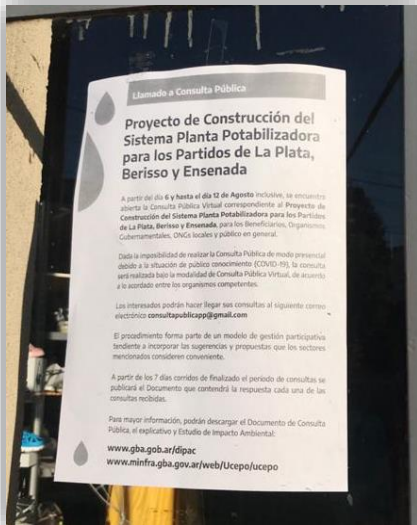 Llamado a Consulta Pública
Proyecto de Construcción del
Sistema Planta Potabilizadora
para los Partidos de La Plata,
Berisso y Ensenada
A partir del día 6 y hasta el día 12 de Agosto inclusive, se encuentra
abierta la Consulta Pública Virtual correspondiente al Proyecto de
Construcción del Sistema Planta Potabilizadora para los Partidos
de La Plata, Berisso y Ensenada, para los Beneficiarios, Organismos
Gubernamentales, ONGs locales y público en general.
Dada la imposibilidad de realizar la Consulta Pública de modo presencial
debido a la situación de público conocimiento (COVID-19), la consulta
será realizada bajo la modalidad de Consulta Pública Virtual, de acuerdo
a lo acordado entre los organismos competentes.
Los interesados podrán hacer llegar sus consultas al siguiente correo
electrónico consultapublicapp@gmail.com
El procedimiento forma parte de un modelo de gestión participativa
tendiente a incorporar las sugerencias y propuestas que los sectores
mencionados consideren conveniente.
A partir de los 7 días corridos de finalizado el período de consultas se
publicará el Documento que contendrá la respuesta cada una de las
consultas recibidas.
Para mayor información, podrán descargar el Documento de Consulta
Pública, el explicativo y Estudio de Impacto Ambiental:
www.gba.gob.ar/dipac
www.minfra.gba.gov.ar/web/Ucepo/ucepo